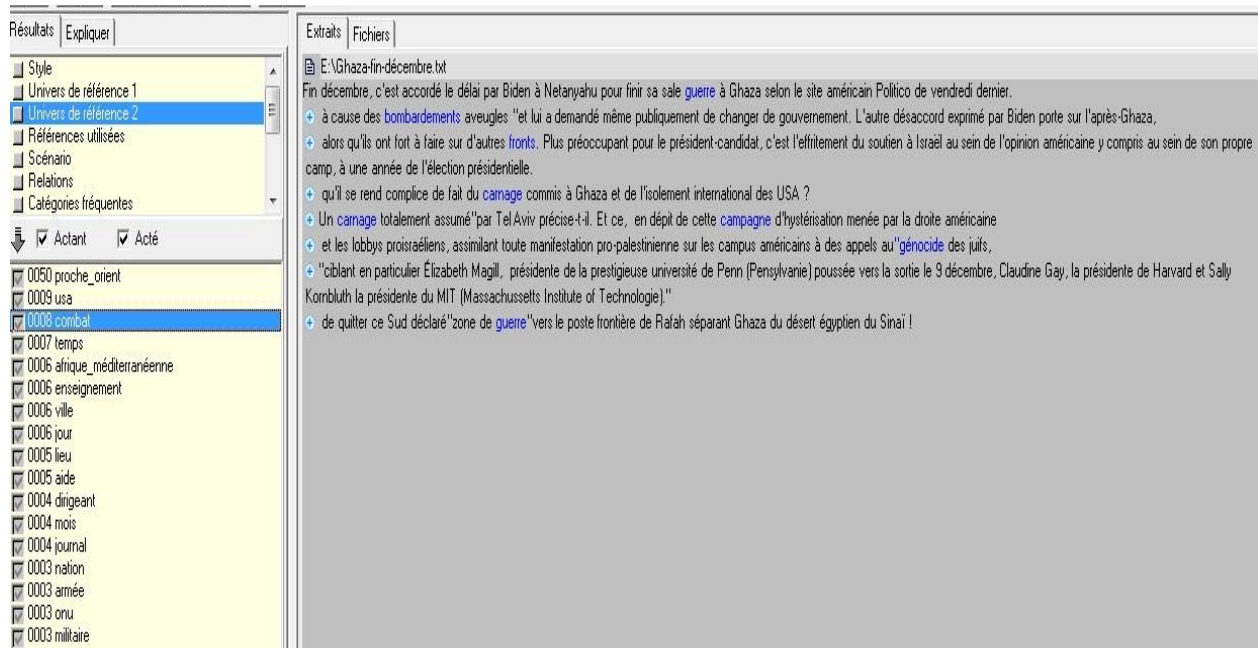 Résultats Expliquer
Style
Univers de référence 1
Univers de référence 2
Références utilisées
Scénario
Relations
Catégories fréquentes
Actant Acté
0050 proche_orient
0009 usa
0008 combat
0007 temps
0006 afrique_méditerranéenne
0006 enseignement
0006 ville
0006 jour
0005 lieu
0005 aide
0004 dirigeant
0004 mois
0004 journal
0003 nation
0003 armée
0003 onu
0003 militaire
Extraits Fichiers
E:\Ghaza-fin-décembre.txt
Fin décembre, c'est accordé le délai par Biden à Netanyahu pour finir sa sale guerre à Ghaza selon le site américain Politico de vendredi dernier.
à cause des bombardements aveugles "et lui a demandé même publiquement de changer de gouvernement. L'autre désaccord exprimé par Biden porte sur l'après-Ghaza,
alors qu'ils ont fort à faire sur d'autres fronts. Plus préoccupant pour le président-candidat, c'est l'effritement du soutien à Israël au sein de l'opinion américaine y compris au sein de son propre
camp, à une année de l'élection présidentielle.
qu'il se rend complice de fait du carnage commis à Ghaza et de l'isolement international des USA ?
Un carnage totalement assumé"par Tel Aviv précise-t-il. Et ce, en dépit de cette campagne d'hystérisation menée par la droite américaine
et les lobbys proisraéliens, assimilant toute manifestation pro-palestinienne sur les campus américains à des appels au"génocide des juifs,
"ciblant en particulier Élizabeth Magill, présidente de la prestigieuse université de Penn (Pensylvanie) poussée vers la sortie le 9 décembre, Claudine Gay, la présidente de Harvard et Sally
Kornbluth la présidente du MIT (Massachussetts Institute of Technologie)."
de quitter ce Sud déclaré"zone de guerre"vers le poste frontière de Rafah séparant Ghaza du désert égyptien du Sinaï !